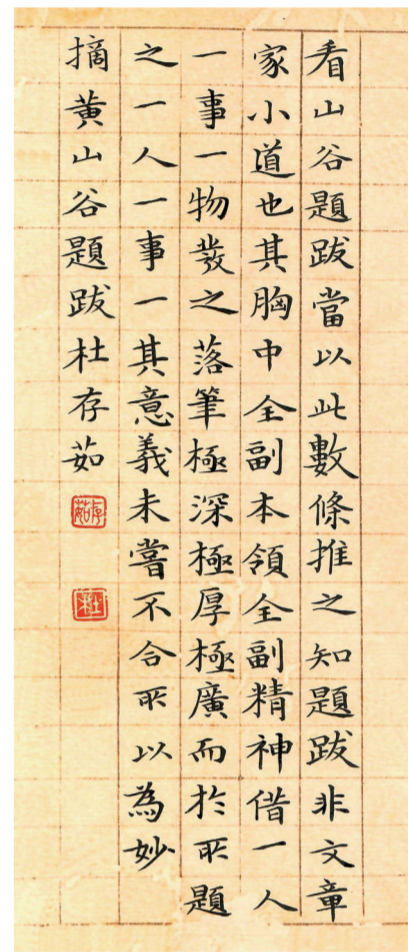 看山谷題跋當以此數條推之知題跋非文章
家小道也其胸中全副本領全副精神借一人
一事一物發之落筆極深極厚極廣而於所題
之一人一事一其意義未嘗不合所以為妙
摘黃山谷題跋杜存茹
存茹
杜